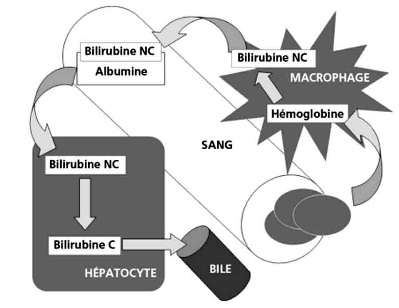 Bilirubine NC
Albumine
Bilirubine NC
MACROPHAGE
Hémoglobine
SANG
Bilirubine NC
Bilirubine C
HÉPATOCYTE
BILE